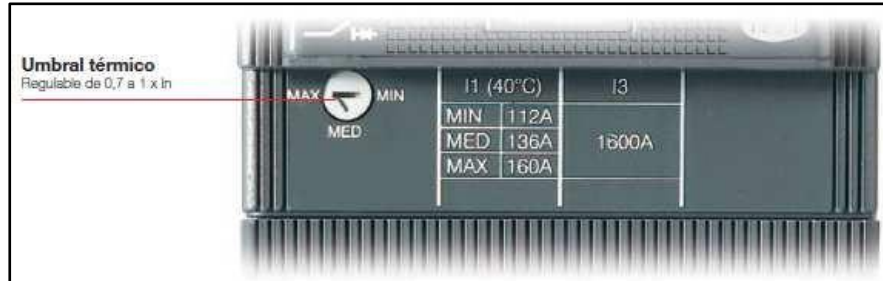 Umbral térmico
Regulable de 0,7 a 1 x In
MAX MIN
MED
I1 (40°C) I3
MIN 112A
MED 136A 1600A
MAX 160A